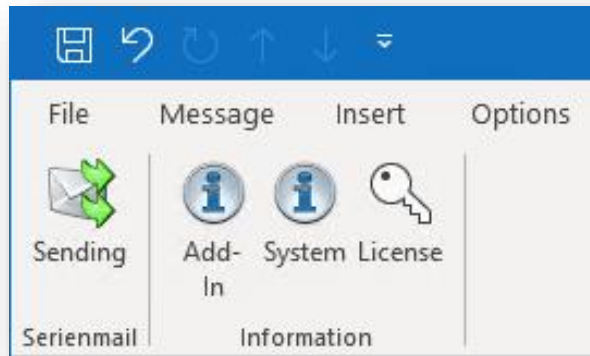 File Message Insert Options
Sending Add- System License
In
Serienmail Information